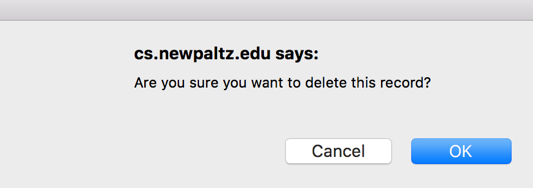 cs.newpaltz.edu says:
Are you sure you want to delete this record?
Cancel OK